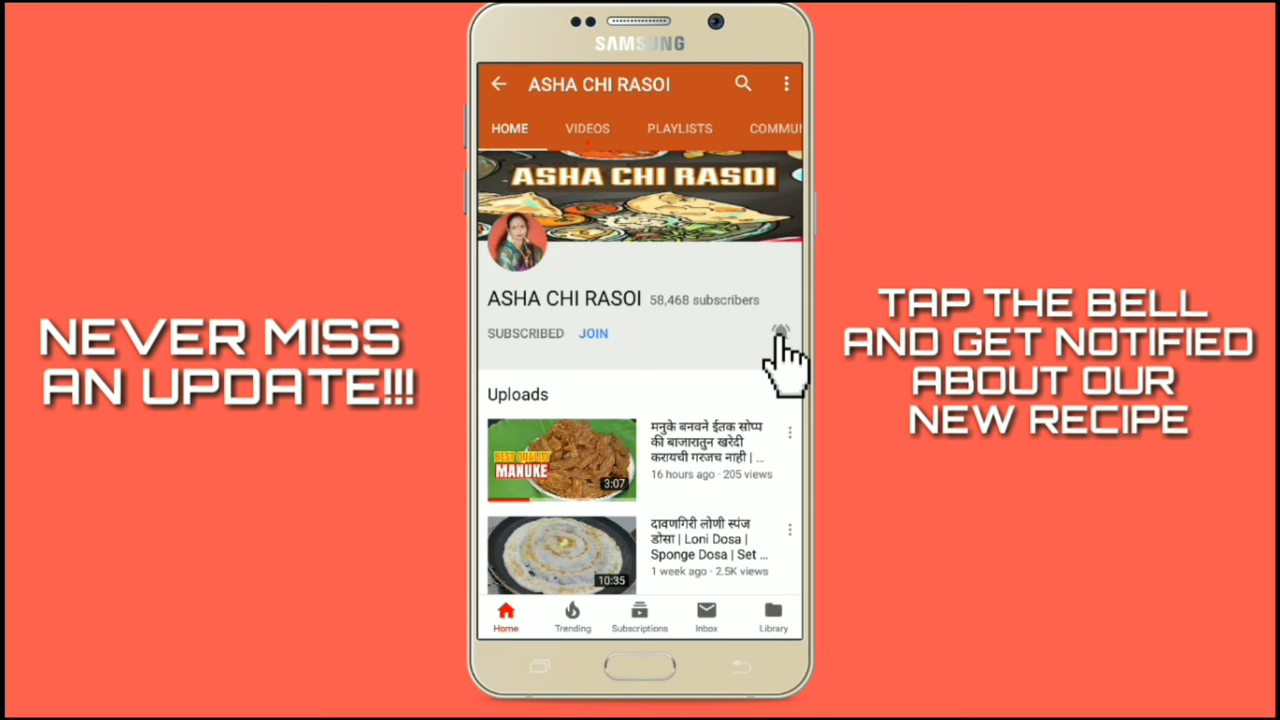 SAMSUNG
ASHA CHI RASOI
HOME VIDEOS PLAYLISTS COMMU
ASHA CHI RASOI
ASHA CHI RASOI 58,468 subscribers
SUBSCRIBED JOIN
NEVER MISS
AN UPDATE!!!
TAP THE BELL
AND GET NOTIFIED
ABOUT OUR
NEW RECIPE
Uploads
BEST QUALITY
MANUKE
3:07
मनुके बनवने ईतक सोप्प
की बाजारातुन खरेदी
करायची गरजच नाही | ...
16 hours ago · 205 views
10:35
दावणगिरी लोणी स्पंज
डोसा | Loni Dosa |
Sponge Dosa | Set ...
1 week ago · 2.5K views
Home Trending Subscriptions Inbox Library